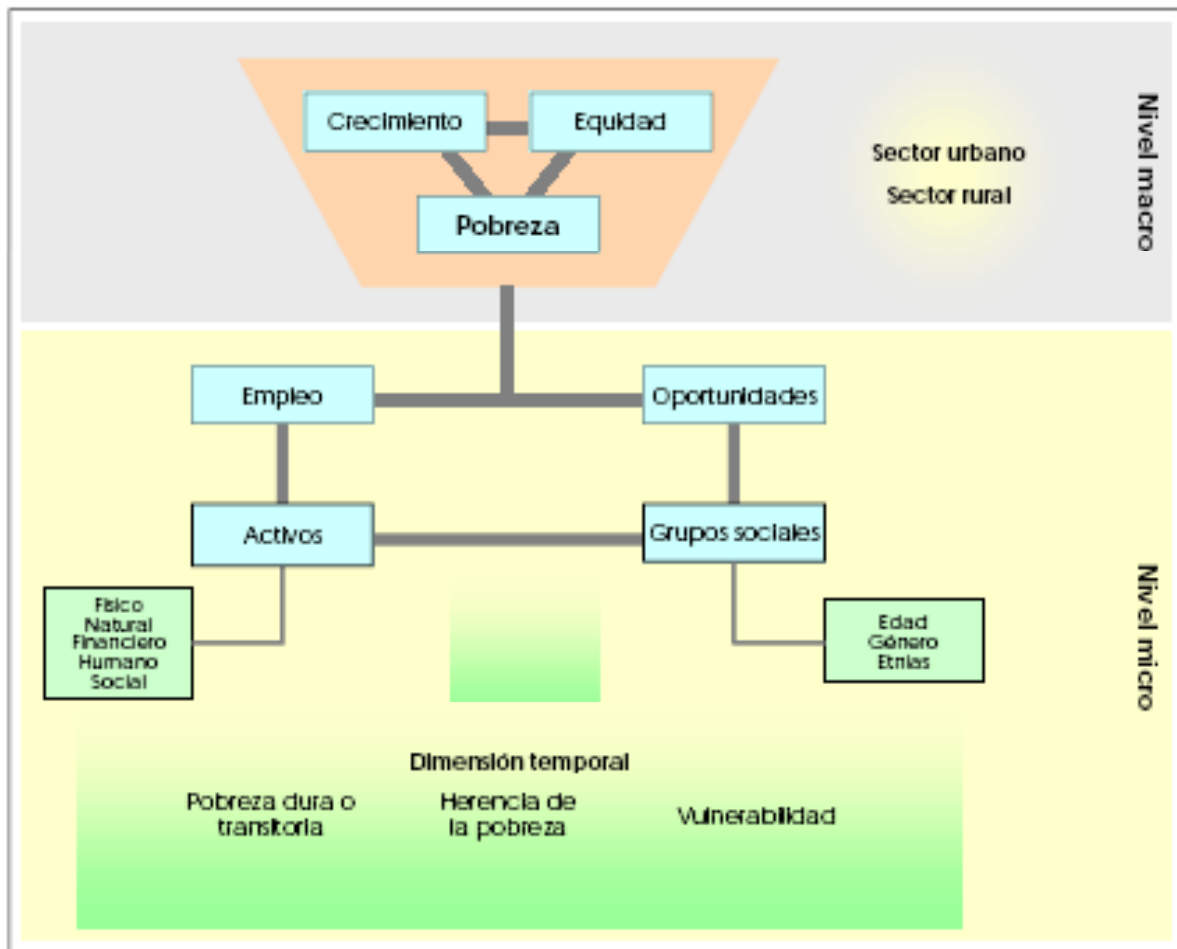 Crecimiento
Equidad
Pobreza
Sector urbano
Sector rural
Nivel macro
Empleo
Oportunidades
Activos
Grupos sociales
Físico
Natural
Financiero
Humano
Social
Edad
Género
Etnias
Nivel micro
Dimensión temporal
Pobreza dura o
transitoria
Herencia de
la pobreza
Vulnerabilidad